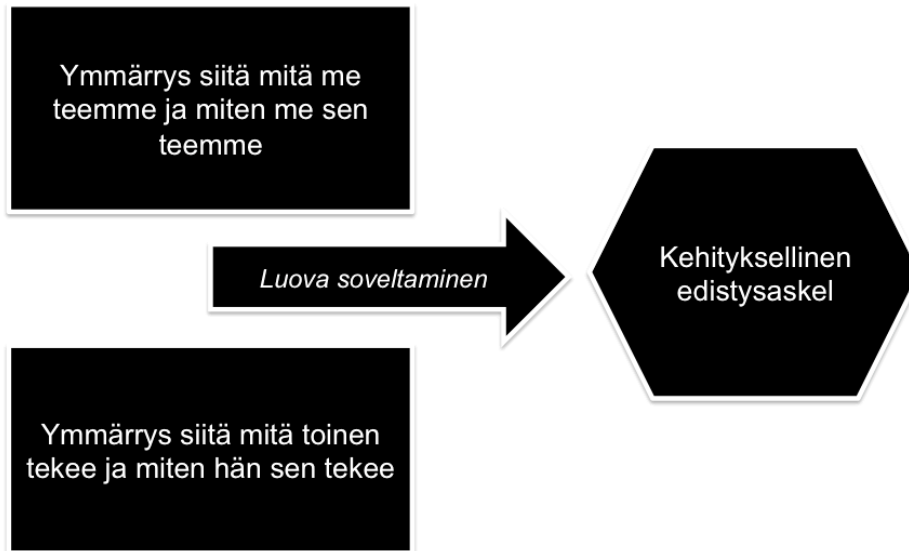 Ymmärrys siitä mitä me
teemme ja miten me sen
teemme
Luova soveltaminen
Kehityksellinen
edistysaskel
Ymmärrys siitä mitä toinen
tekee ja miten hän sen tekee